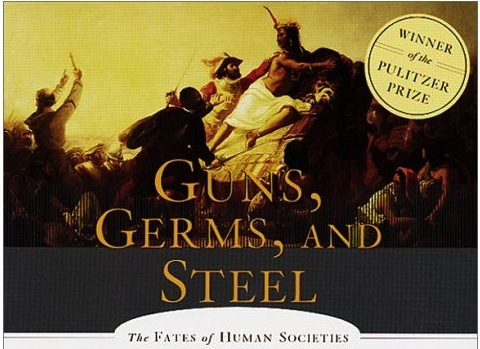 WINNER
of the
PULITZER
PRIZE
GUNS,
GERMS, AND
STEEL
The FATES of HUMAN SOCIETIES